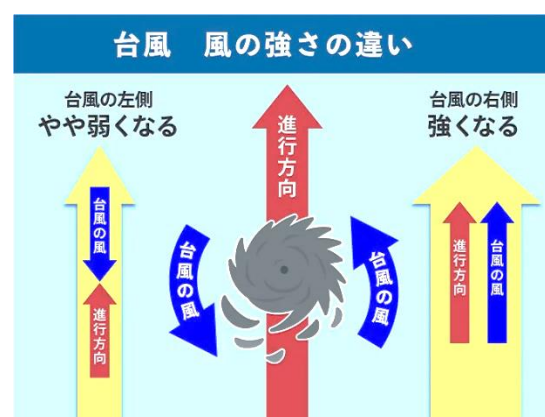 台風　風の強さの違い
台風の左側
やや弱くなる
台風の右側
強くなる
進行方向
台風の風
進行方向
台風の風
台風の風
進行方向
台風の風